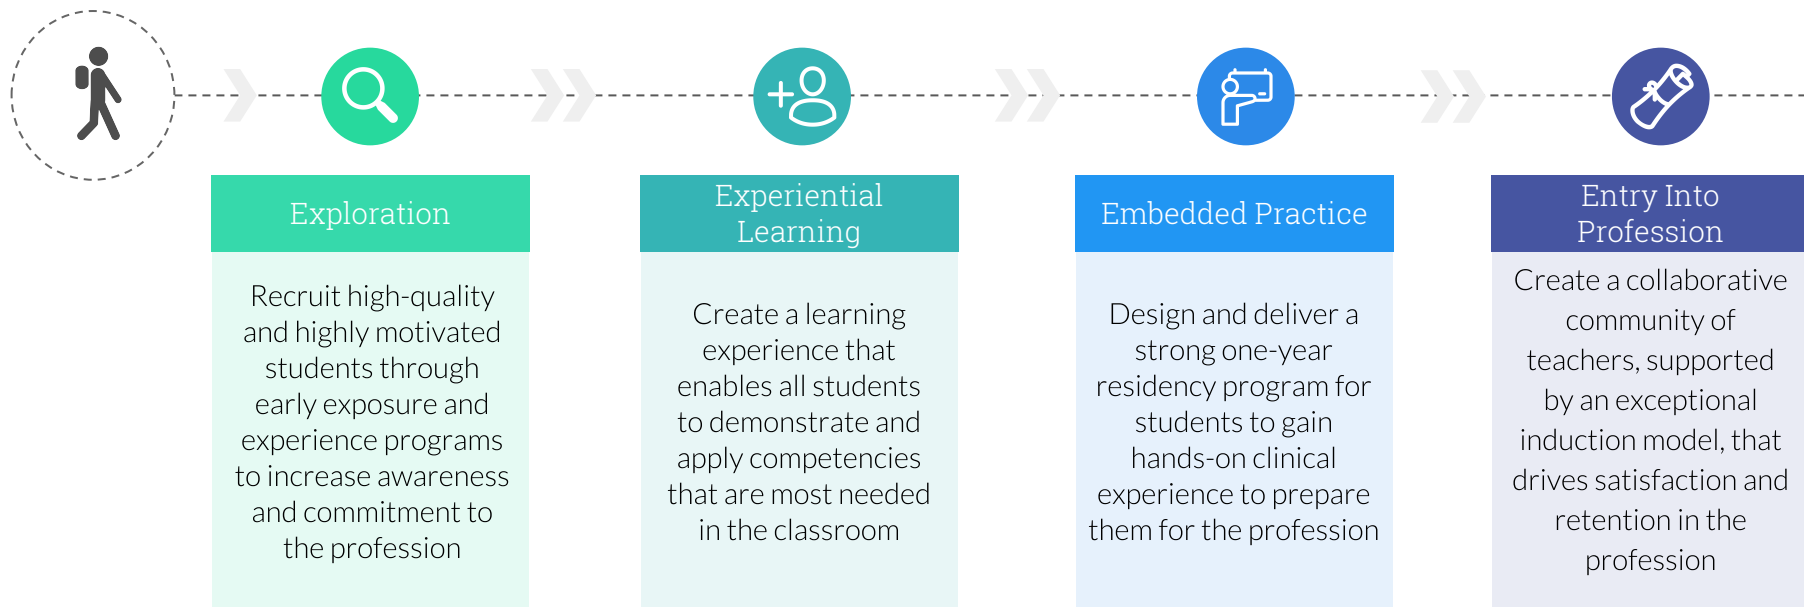 Exploration
Recruit high-quality
and highly motivated
students through
early exposure and
experience programs
to increase awareness
and commitment to
the profession
Experiential
Learning
Create a learning
experience that
enables all students
to demonstrate and
apply competencies
that are most needed
in the classroom
Embedded Practice
Design and deliver a
strong one-year
residency program for
students to gain
hands-on clinical
experience to prepare
them for the profession
Entry Into
Profession
Create a collaborative
community of
teachers, supported
by an exceptional
induction model, that
drives satisfaction and
retention in the
profession